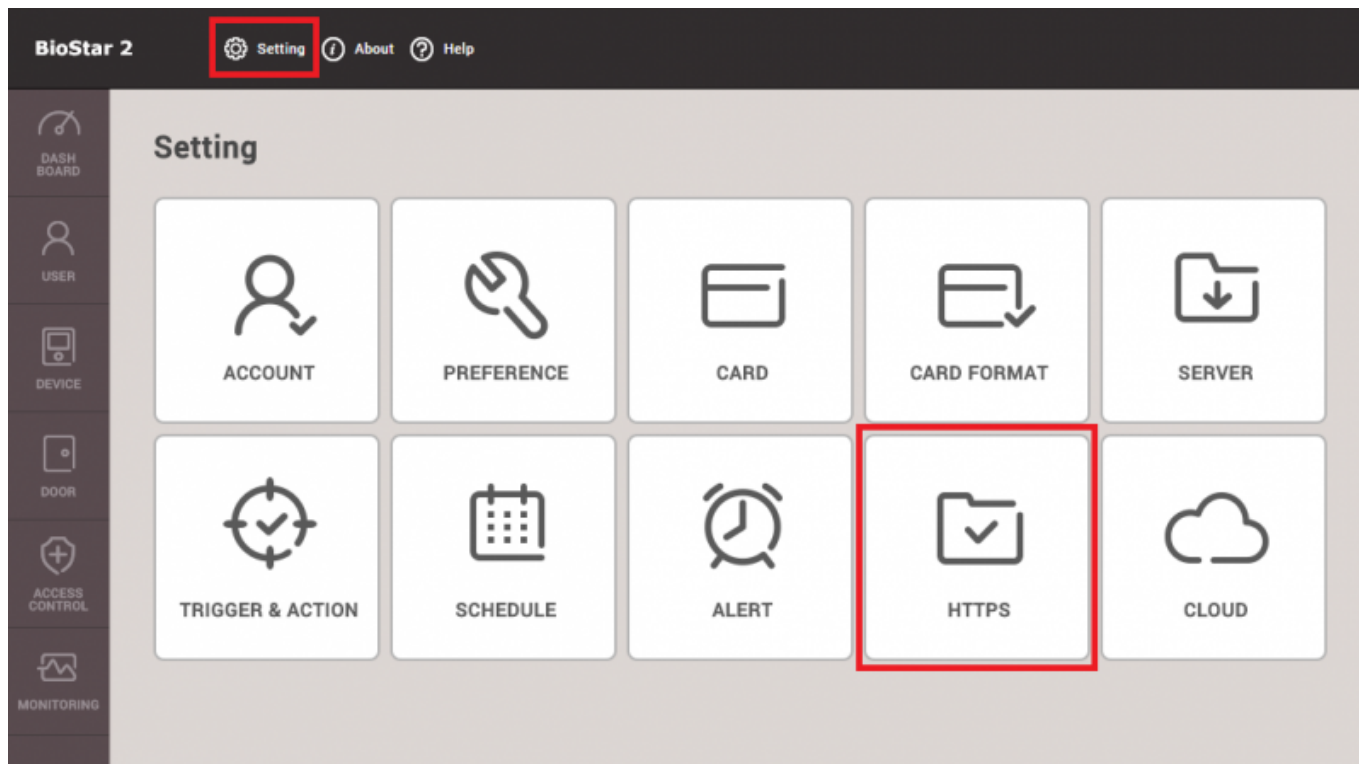 BioStar 2
Setting
About
Help
DASH
BOARD
USER
DEVICE
DOOR
ACCESS
CONTROL
MONITORING
Setting
ACCOUNT
PREFERENCE
CARD
CARD FORMAT
SERVER
TRIGGER & ACTION
SCHEDULE
ALERT
HTTPS
CLOUD